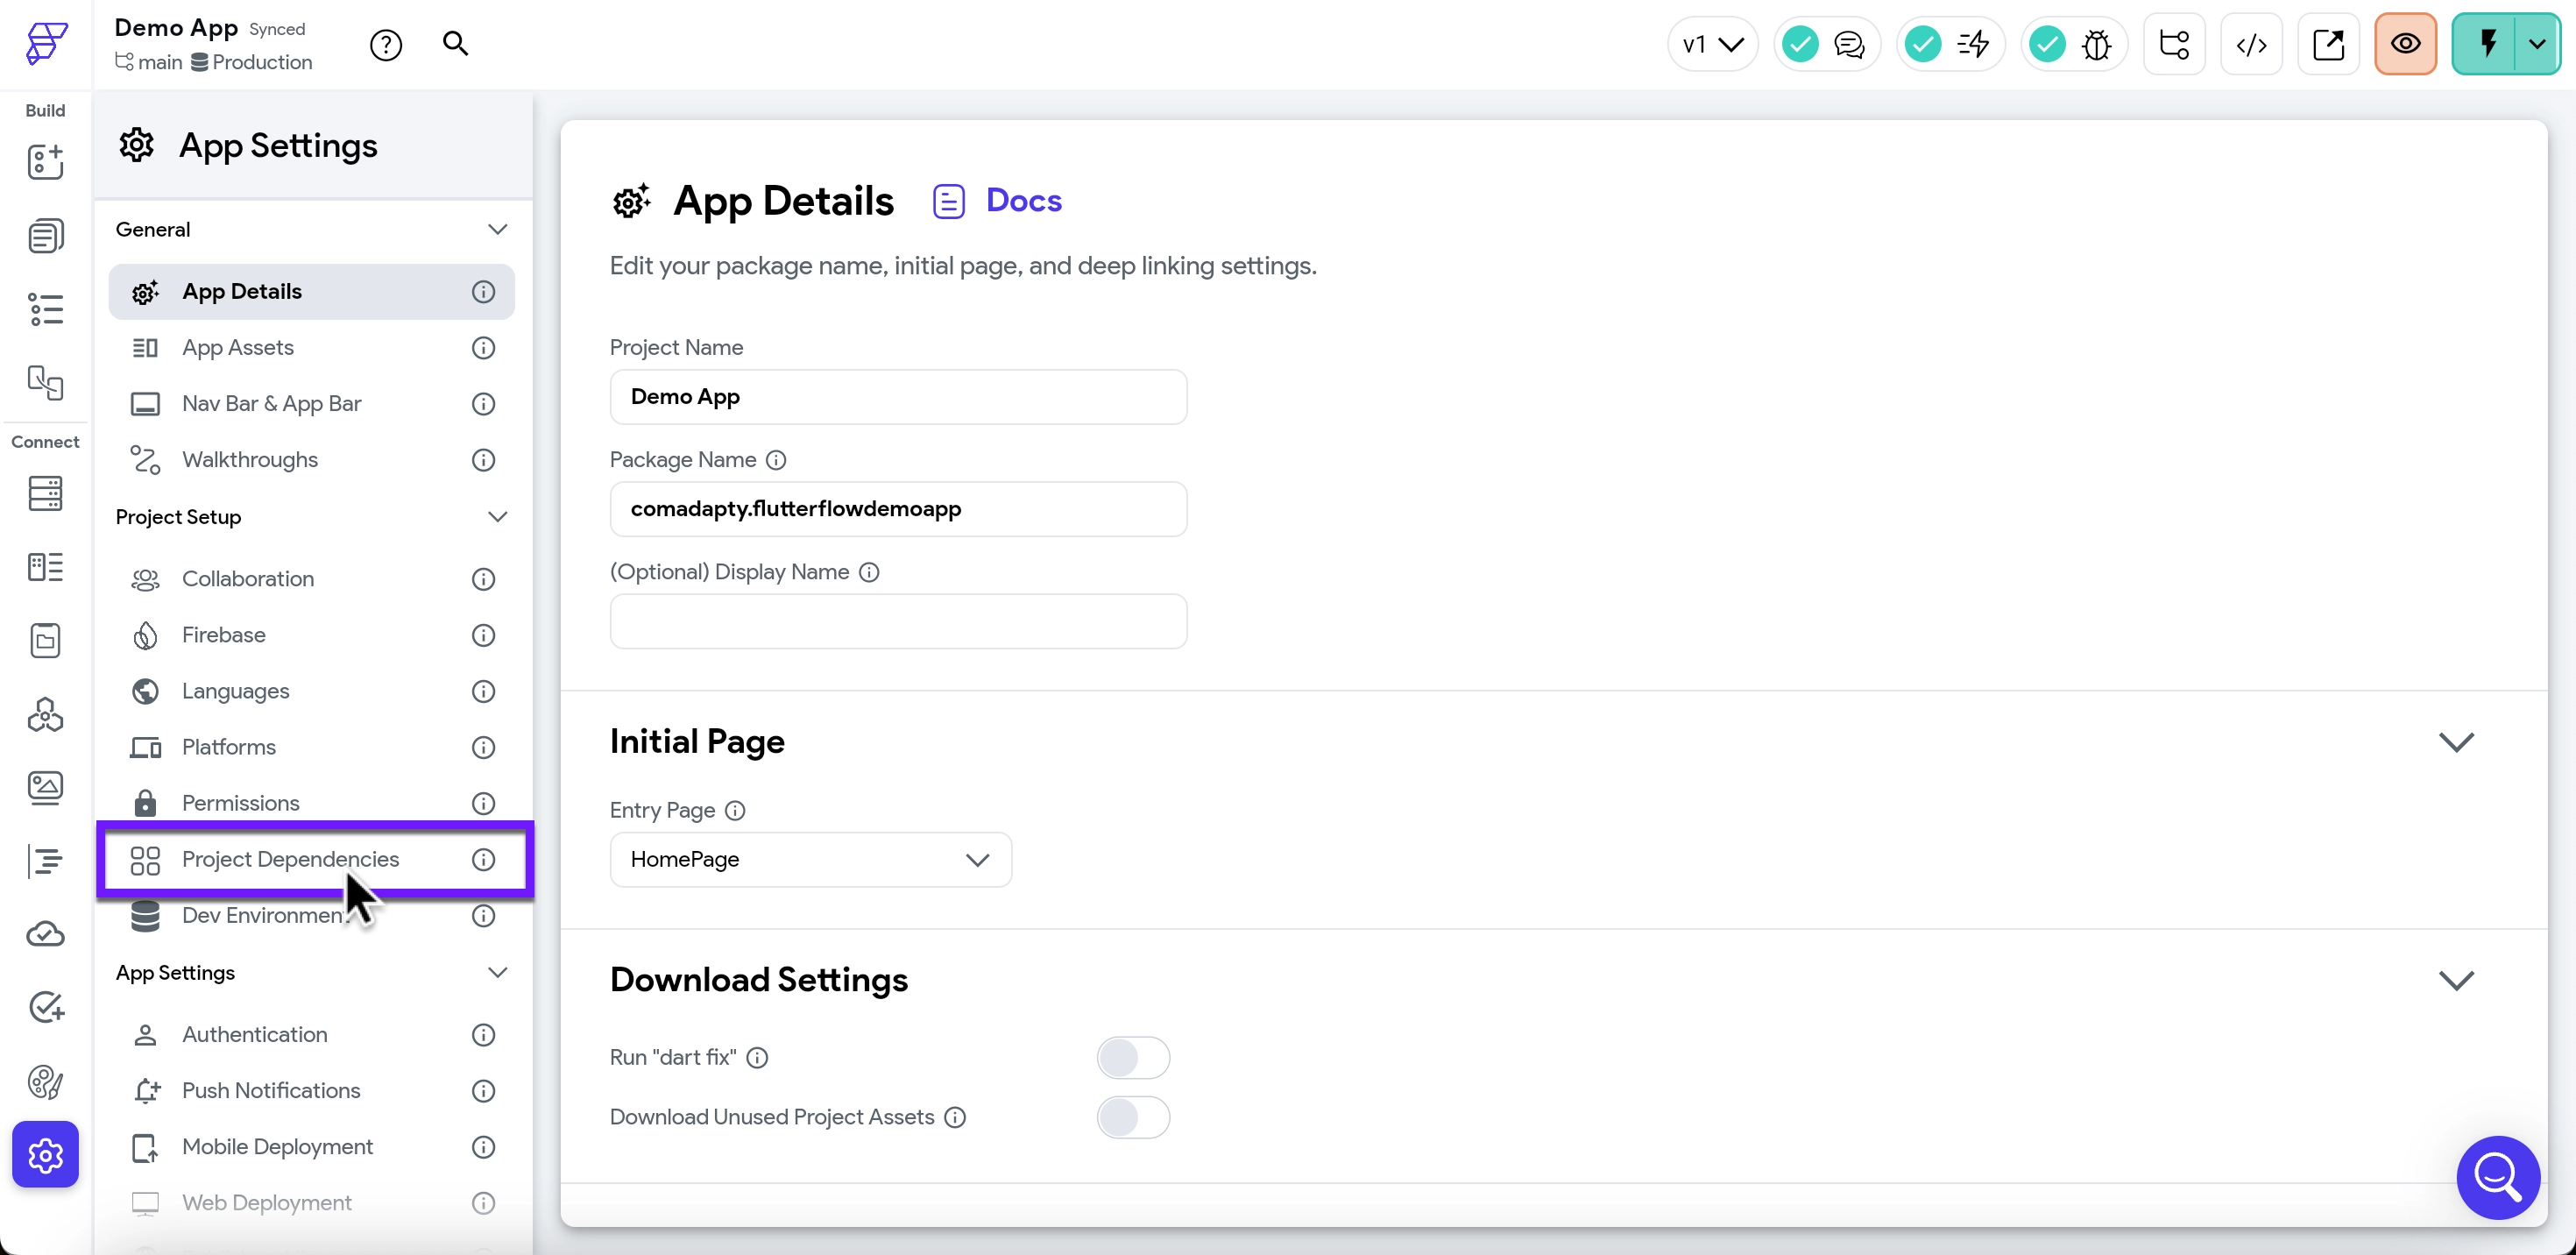 Demo App Synced
main Production
v1
Build
Connect
App Settings
General
App Details
App Assets
Nav Bar & App Bar
Walkthroughs
Project Setup
Collaboration
Firebase
Languages
Platforms
Permissions
Project Dependencies
Dev Environment
App Settings
Authentication
Push Notifications
Mobile Deployment
Web Deployment
App Details Docs
Edit your package name, initial page, and deep linking settings.
Project Name
Demo App
Package Name
comadapty.flutterflowdemoapp
(Optional) Display Name
Initial Page
Entry Page
HomePage
Download Settings
Run "dart fix"
Download Unused Project Assets